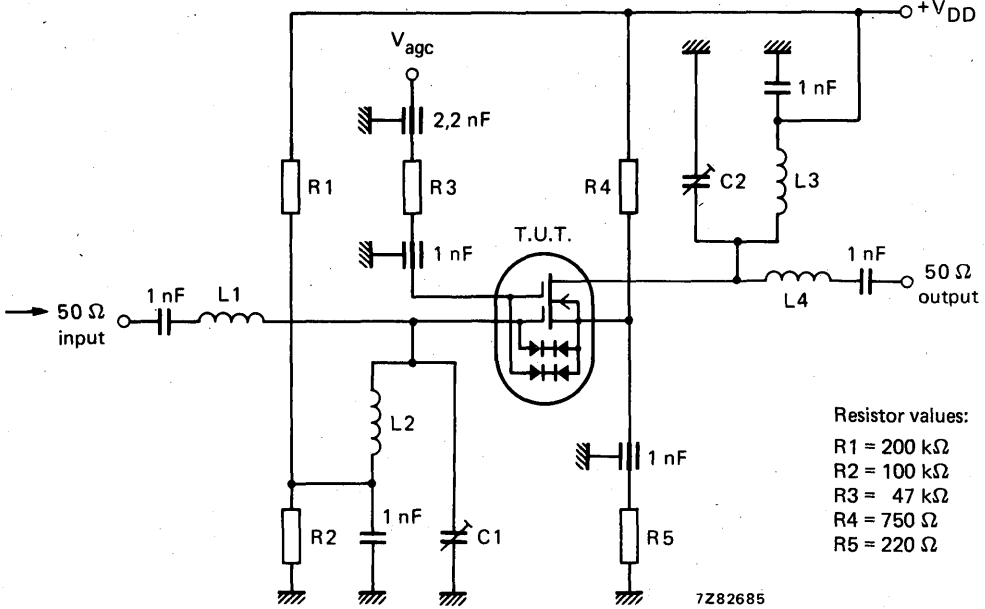 +VDD
Vagc
1 nF
2,2 nF
R1
R3
R4
C2
L3
T.U.T.
1 nF
1 nF
50 Ω
output
1 nF
L1
L4
50 Ω
input
L2
Resistor values:
R1 = 200 kΩ
R2 = 100 kΩ
R3 = 47 kΩ
R4 = 750 Ω
R5 = 220 Ω
1 nF
1 nF
R2
C1
R5
7Z82685